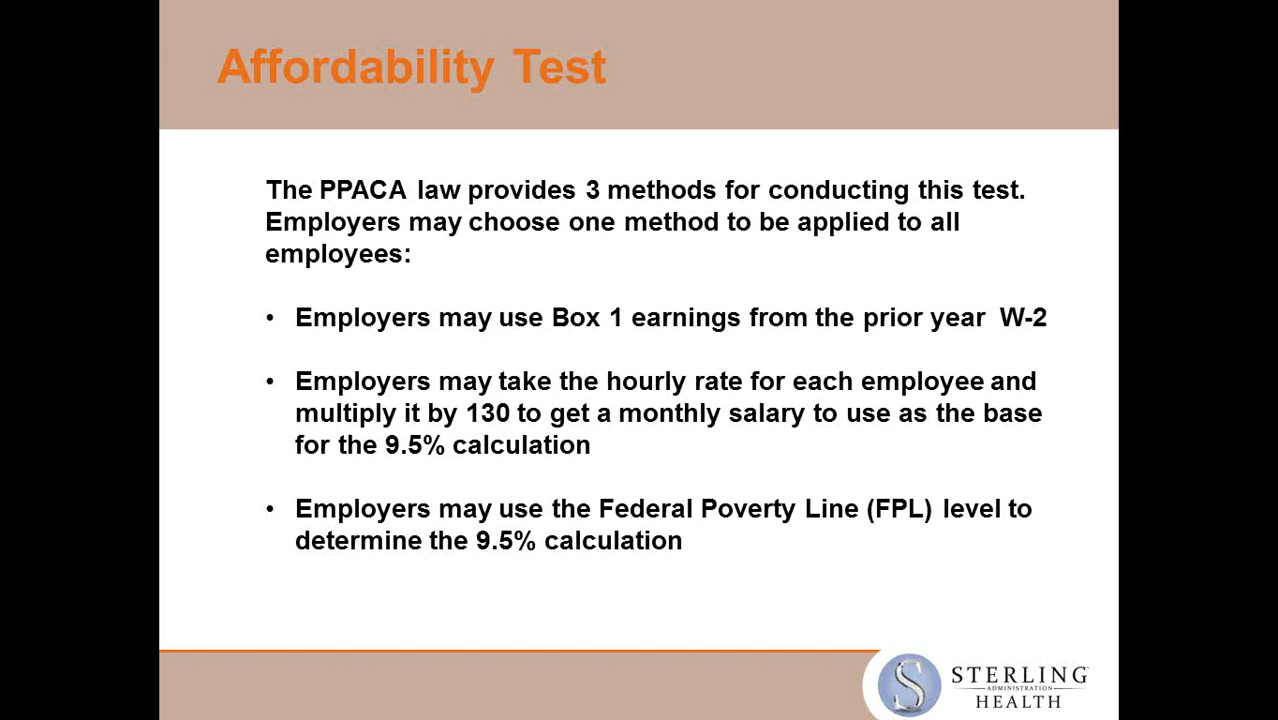 Affordability Test
The PPACA law provides 3 methods for conducting this test.
Employers may choose one method to be applied to all
employees:
• Employers may use Box 1 earnings from the prior year W-2
• Employers may take the hourly rate for each employee and
multiply it by 130 to get a monthly salary to use as the base
for the 9.5% calculation
• Employers may use the Federal Poverty Line (FPL) level to
determine the 9.5% calculation
S
STERLING
ADMINISTRATION
HEALTH